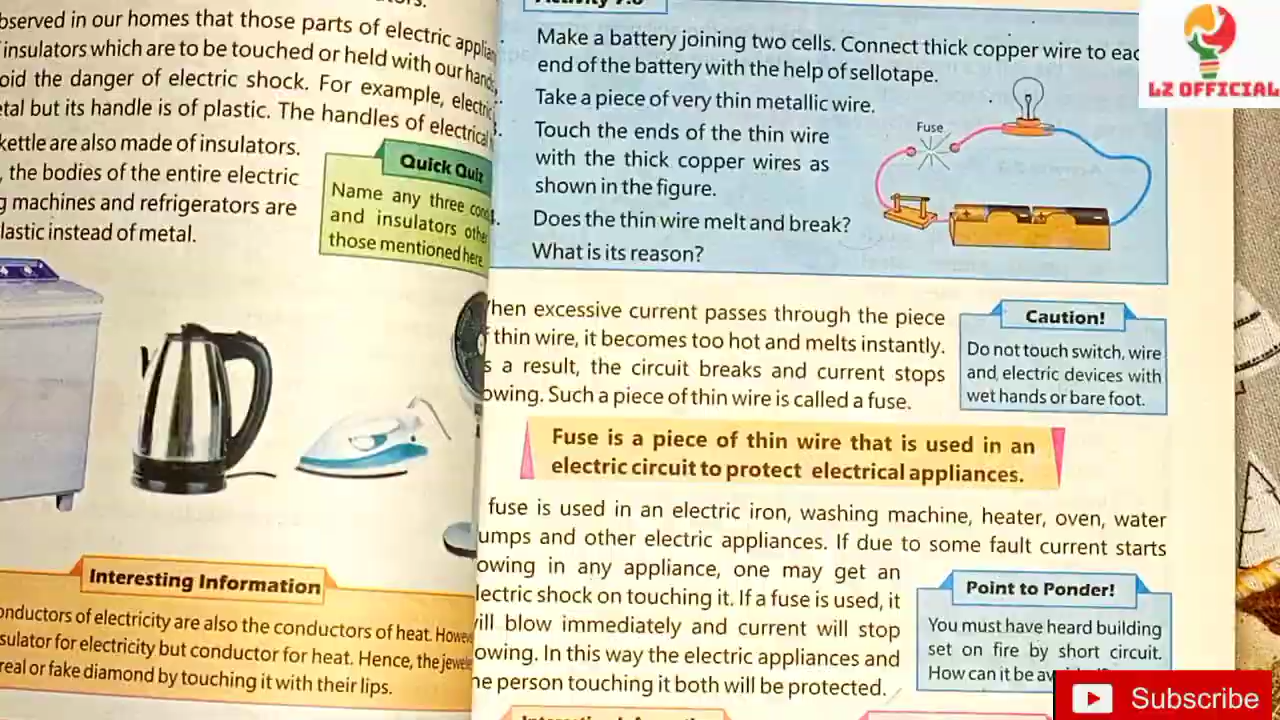 bserved in our homes that those parts of electric
insulators which are to be touched or held with our hands,
oid the danger of electric shock. For example,
tal but its handle is of plastic. The handles of electrical
kettle are also made of insulators.
, the bodies of the entire electric
g machines and refrigerators are
lastic instead of metal.
Quick Quiz
Name any three
and insulators
those mentioned here.
Interesting Information
onductors of electricity are also the conductors of heat.
sulator for electricity but conductor for heat. Hence, the
real or fake diamond by touching it with their lips.
Make a battery joining two cells. Connect thick copper wire to
end of the battery with the help of sellotape.
Take a piece of very thin metallic wire.
Touch the ends of the thin wire
with the thick copper wires as
shown in the figure.
Does the thin wire melt and break?
What is its reason?
Fuse
hen excessive current passes through the piece
thin wire, it becomes too hot and melts instantly.
s a result, the circuit breaks and current stops
owing. Such a piece of thin wire is called a fuse.
Caution!
Do not touch switch, wire
and, electric devices with
wet hands or bare foot.
Fuse is a piece of thin wire that is used in an
electric circuit to protect electrical appliances.
fuse is used in an electric iron, washing machine, heater, oven, water
umps and other electric appliances. If due to some fault current starts
owing in any appliance, one may get an
lectric shock on touching it. If a fuse is used, it
ill blow immediately and current will stop
owing. In this way the electric appliances and
he person touching it both will be protected.
Point to Ponder!
You must have heard building
set on fire by short circuit.
How can it be
LZ OFFICIAL
Subscribe